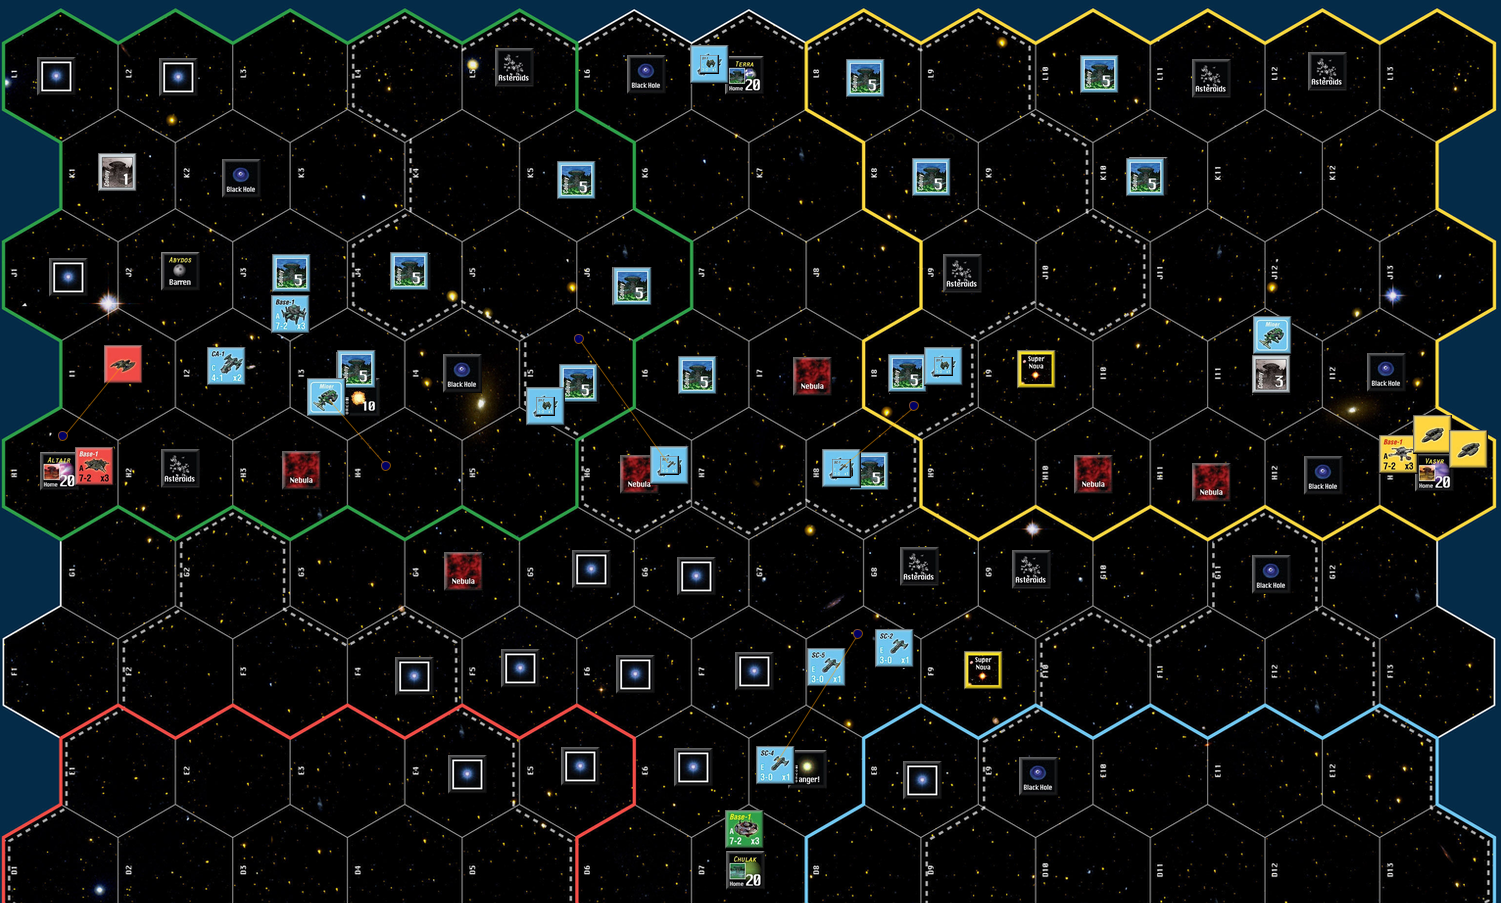 L1
L2
L3
L4
L5
Asteroids
L6
Black Hole
TERRA
Home 20
L8
5
L9
L10
5
L11
Asteroids
L12
Asteroids
L13
K1
Colony 1
K2
Black Hole
K3
K4
K5
Colony 5
K6
K7
K8
Colony 5
K9
K10
Colony 5
K11
K12
J1
J2
ABYDOS
Barren
J3
5
J4
5
J5
J6
5
J7
J8
J9
Asteroids
J10
J11
J12
J13
Base-1
A
7-2 x3
I1
I2
CA-1
A
4-1 x2
5
Miner
10
I4
Black Hole
I5
5
I6
5
I7
Nebula
I8
5
I9
Super
Nova
I10
I11
Miner
Colony 3
I12
Black Hole
H1
ALTAIR
Home 20
Base-1
A
7-2 x3
H2
Asteroids
H3
Nebula
H4
H5
H6
Nebula
H7
H8
5
H9
H10
Nebula
H11
Nebula
H12
Black Hole
Base-1
A
7-2 x3
VASYR
Home 20
G1
G2
G3
G4
Nebula
G5
G6
G7
G8
Asteroids
G9
Asteroids
G10
G11
Black Hole
G12
F1
F2
F3
F4
F5
F6
F7
SC-5
E
3-0 x1
SC-2
E
3-0 x1
F9
Super
Nova
F10
F11
F12
F13
E1
E2
E3
E4
E5
E6
SC-4
E
3-0 x1
anger!
E8
E9
Black Hole
E10
E11
E12
D1
D2
D3
D4
D5
D6
D7
Base-1
A
7-2 x3
CHULAK
Home 20
D8
D9
D10
D11
D12
D13